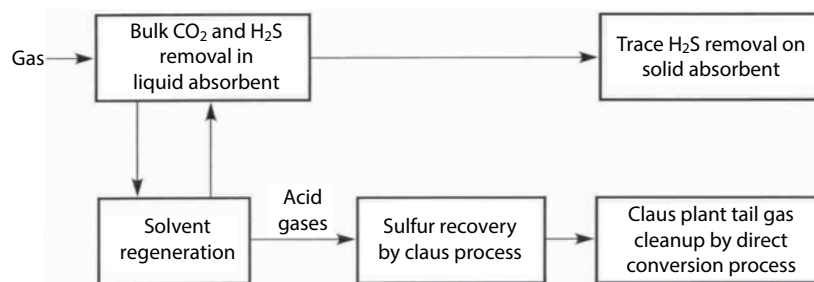 Gas
Bulk CO₂ and H₂S
removal in
liquid absorbent
Trace H₂S removal on
solid absorbent
Solvent
regeneration
Acid
gases
Sulfur recovery
by claus process
Claus plant tail gas
cleanup by direct
conversion process